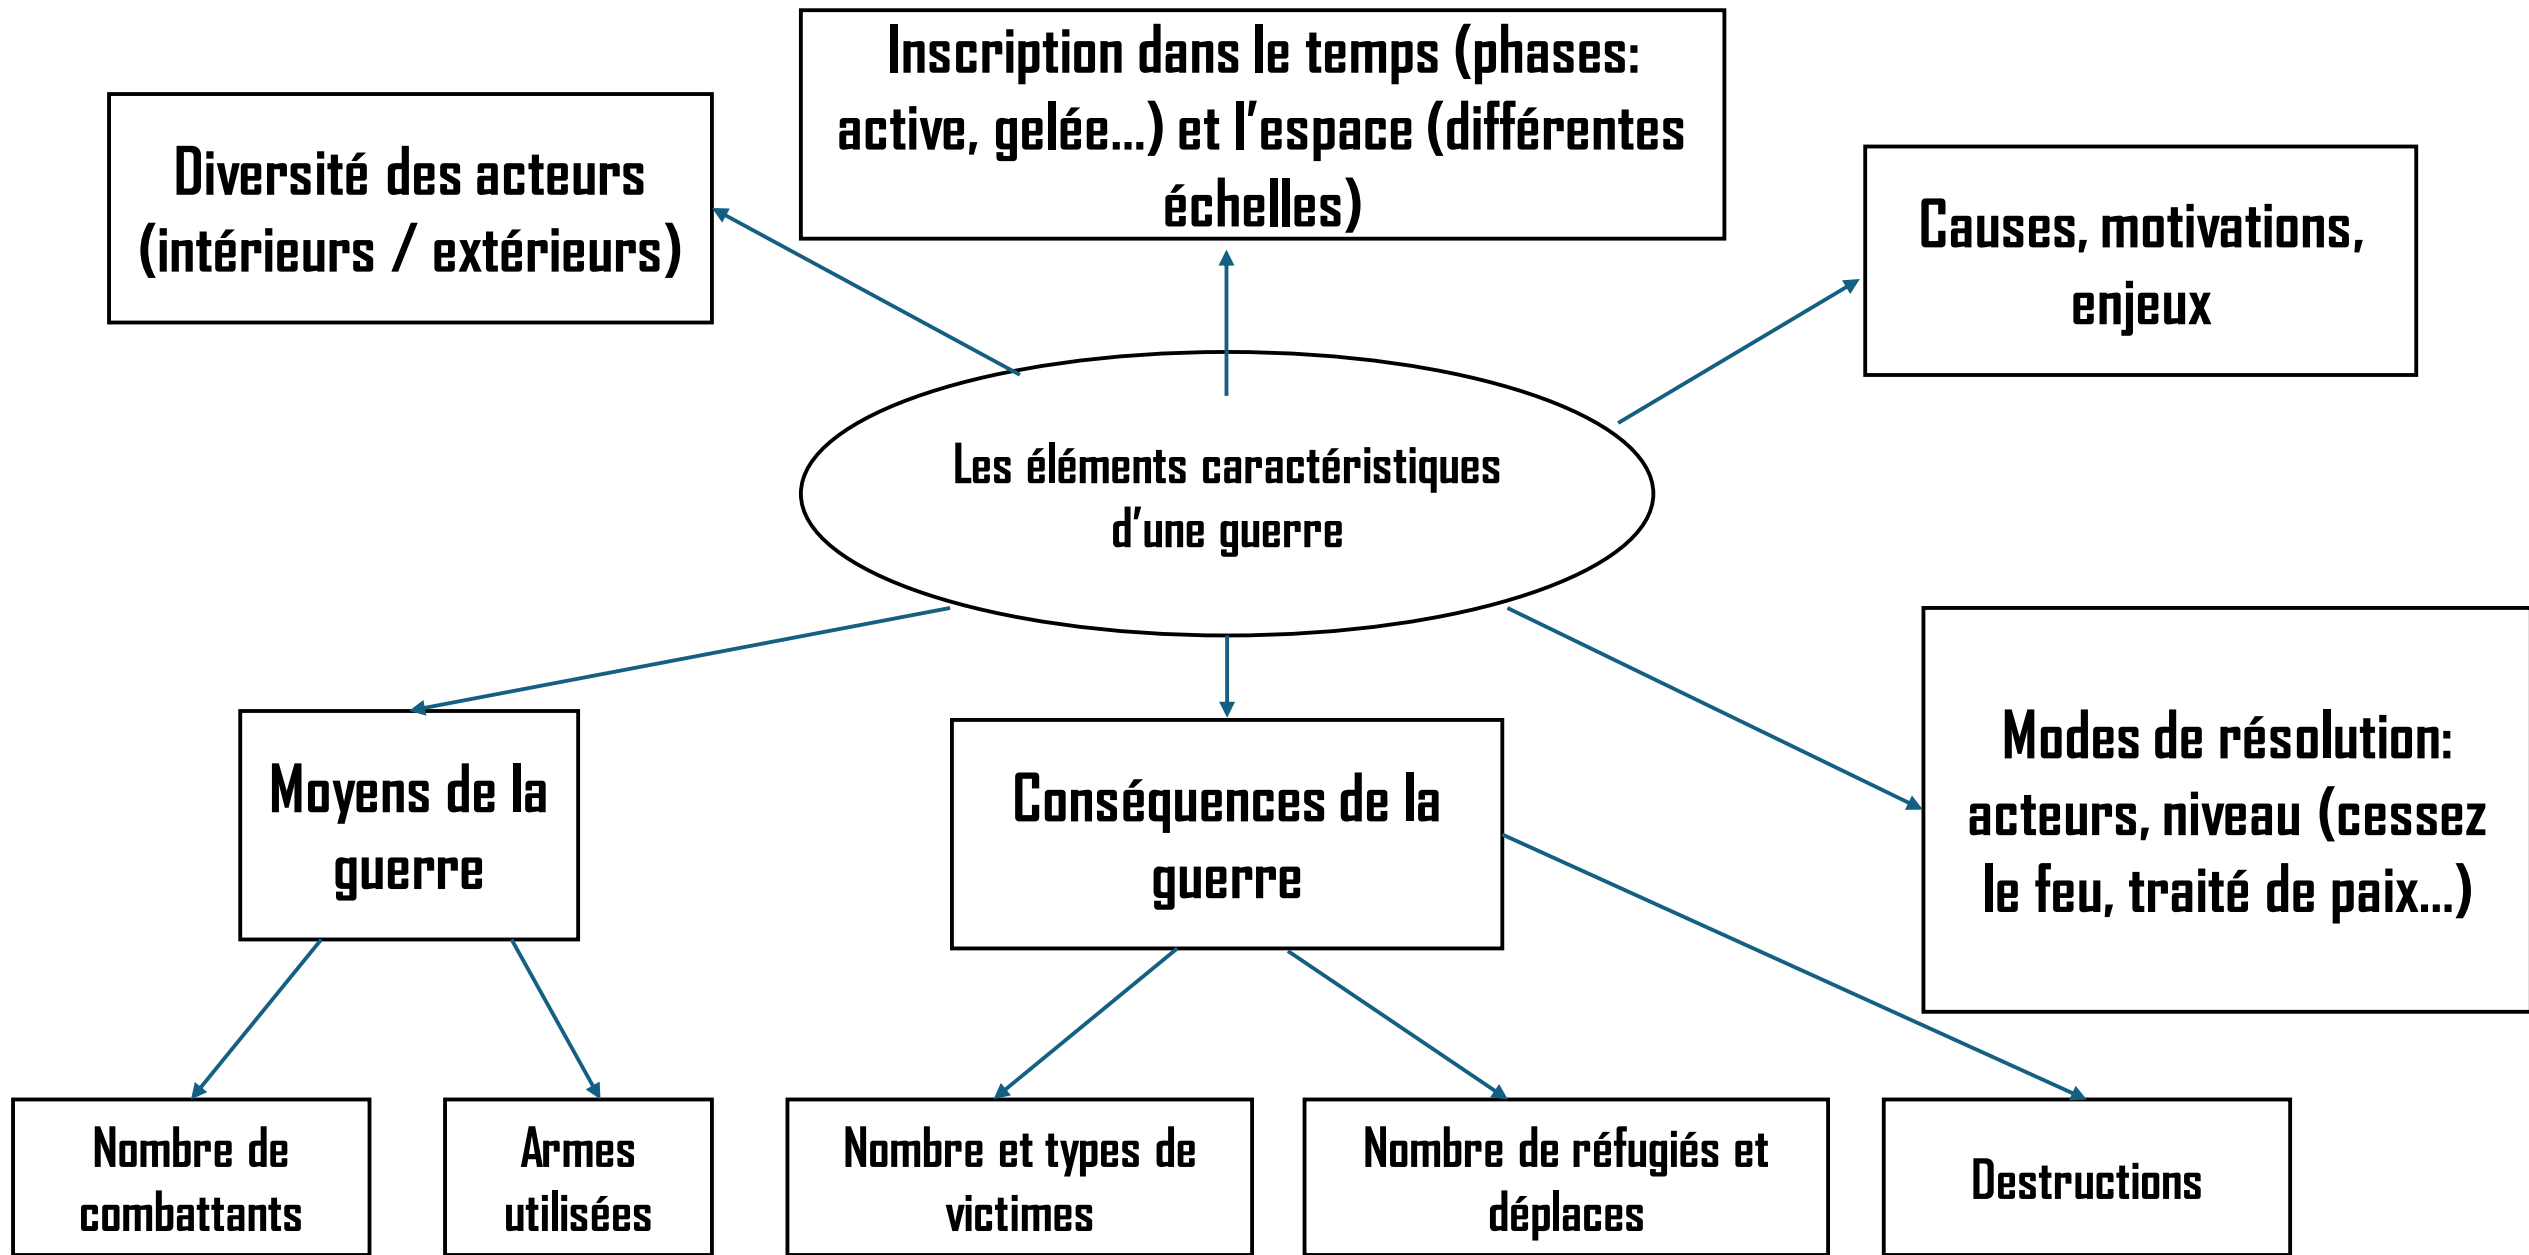 Inscription dans le temps (phases:
active, gelée...) et l'espace (différentes
échelles)
Diversité des acteurs
(intérieurs / extérieurs)
Causes, motivations,
enjeux
Les éléments caractéristiques
d'une guerre
Moyens de la
guerre
Conséquences de la
guerre
Modes de résolution:
acteurs, niveau (cessez
le feu, traité de paix...)
Nombre de
combattants
Armes
utilisées
Nombre et types de
victimes
Nombre de réfugiés et
déplaces
Destructions